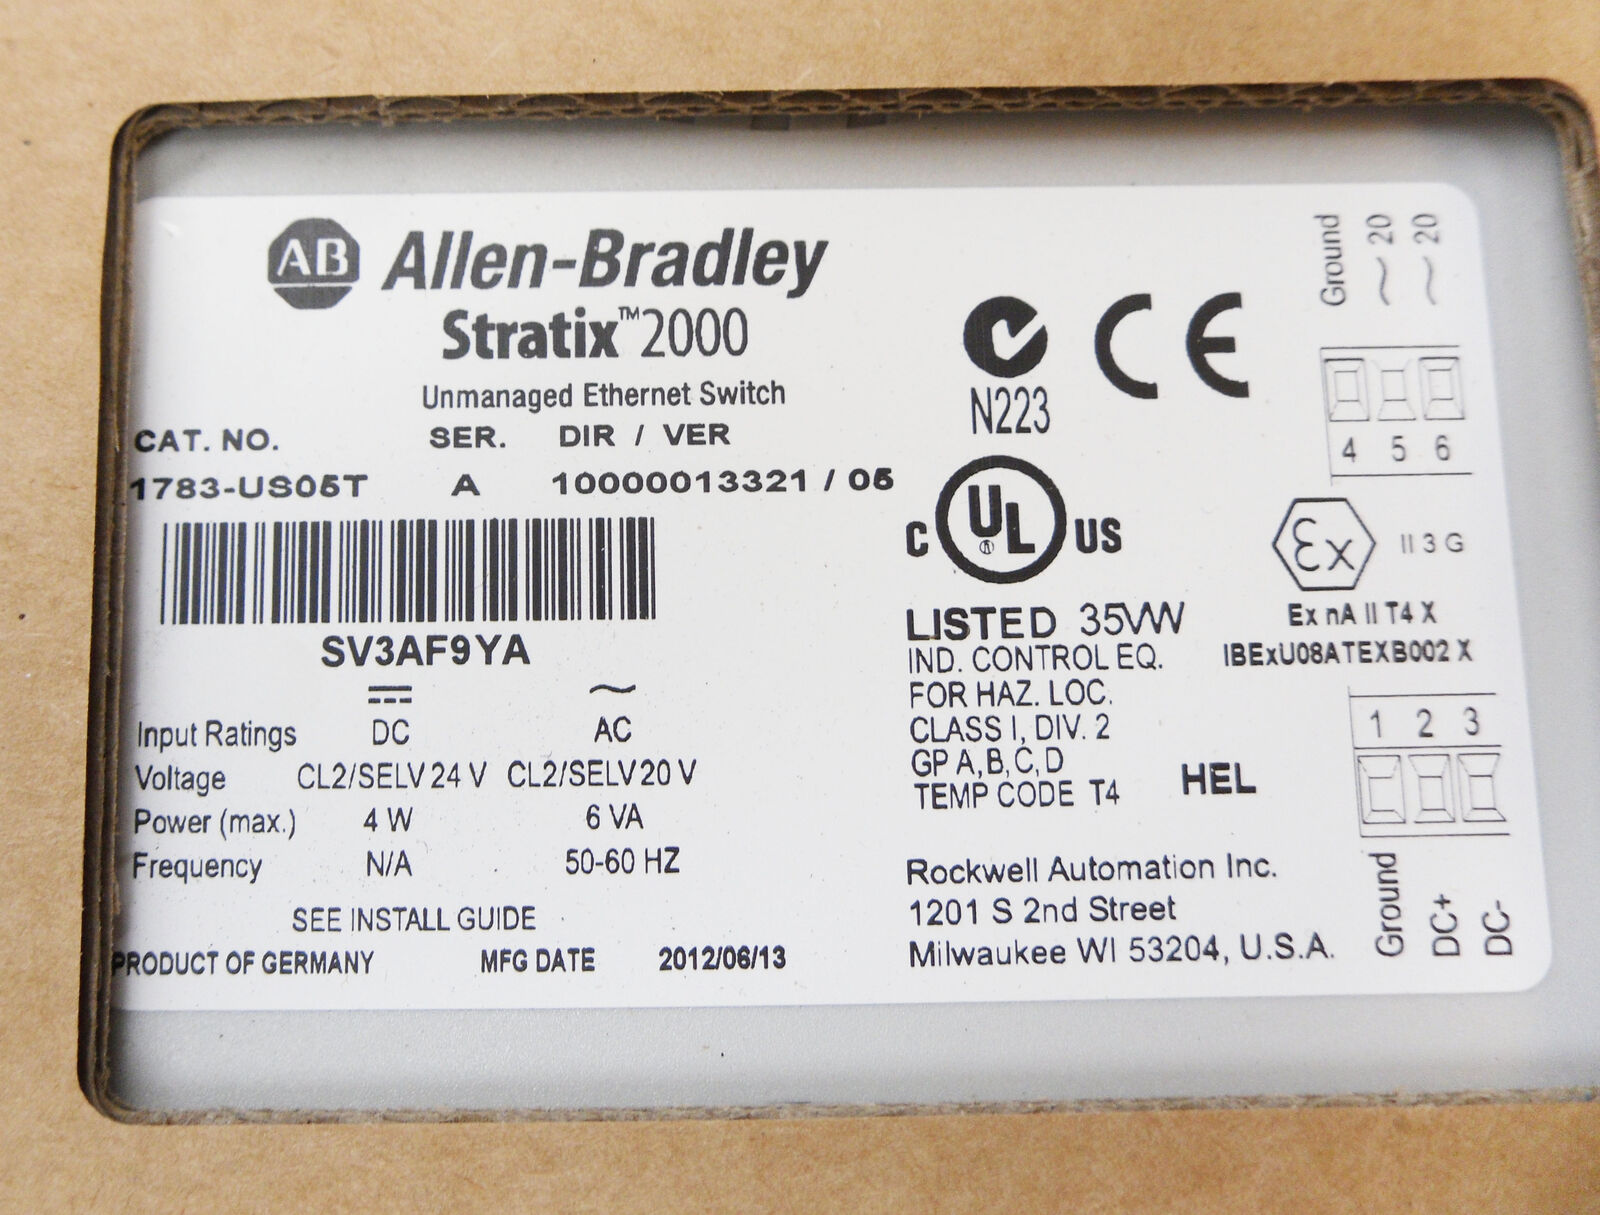 AB Allen-Bradley
Stratix™2000
Unmanaged Ethernet Switch
CAT. NO. SER. DIR / VER
1783-US05T A 10000013321 / 05
SV3AF9YA
Input Ratings DC AC
Voltage CL2/SELV 24 V CL2/SELV 20 V
Power (max.) 4 W 6 VA
Frequency N/A 50-60 HZ
SEE INSTALL GUIDE
PRODUCT OF GERMANY MFG DATE 2012/06/13
N223
CE
C UL US
LISTED 35VW
IND. CONTROL EQ.
FOR HAZ. LOC.
CLASS I, DIV. 2
GP A, B, C, D
TEMP CODE T4
HEL
Rockwell Automation Inc.
1201 S 2nd Street
Milwaukee WI 53204, U.S.A.
Ground
~ 20
~ 20
4 5 6
Ex II 3 G
Ex nA II T4 X
IBExU08ATEXB002 X
1 2 3
Ground
DC+
DC-